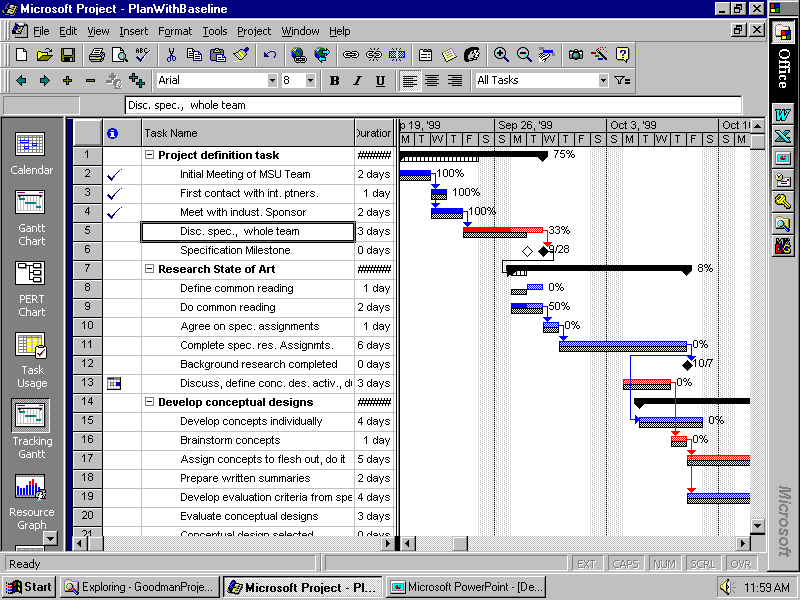 Microsoft Project - PlanWithBaseline
File Edit View Insert Format Tools Project Window Help
Arial 8 B I U All Tasks
Disc. spec., whole team
Task Name Duration
p 19, '99 Sep 26, '99 Oct 3, '99 Oct 1
M T W T F S S M T W T F S S M T W T F S S M
1 Project definition task ######## 75%
2 Initial Meeting of MSU Team 2 days 100%
3 First contact with int. ptners. 1 day 100%
4 Meet with indust. Sponsor 2 days 100%
5 Disc. spec., whole team 3 days 33%
6 Specification Milestone 0 days 9/28
7 Research State of Art ######## 8%
8 Define common reading 1 day 0%
9 Do common reading 2 days 50%
10 Agree on spec. assignments 1 day 0%
11 Complete spec. res. Assignmts. 6 days 0%
12 Background research completed 0 days 10/7
13 Discuss, define conc. des. activ., du 3 days 0%
14 Develop conceptual designs ########
15 Develop concepts individually 4 days 0%
16 Brainstorm concepts 1 day 0%
17 Assign concepts to flesh out, do it 5 days
18 Prepare written summaries 2 days
19 Develop evaluation criteria from spe 4 days
20 Evaluate conceptual designs 3 days
21 Conceptual design selected 0 days
Calendar
Gantt
Chart
PERT
Chart
Task
Usage
Tracking
Gantt
Resource
Graph
Office
Microsoft
Ready EXT CAPS NUM SCRL OVR
Start Exploring - GoodmanProje... Microsoft Project - Pl... Microsoft PowerPoint - [De... 11:59 AM